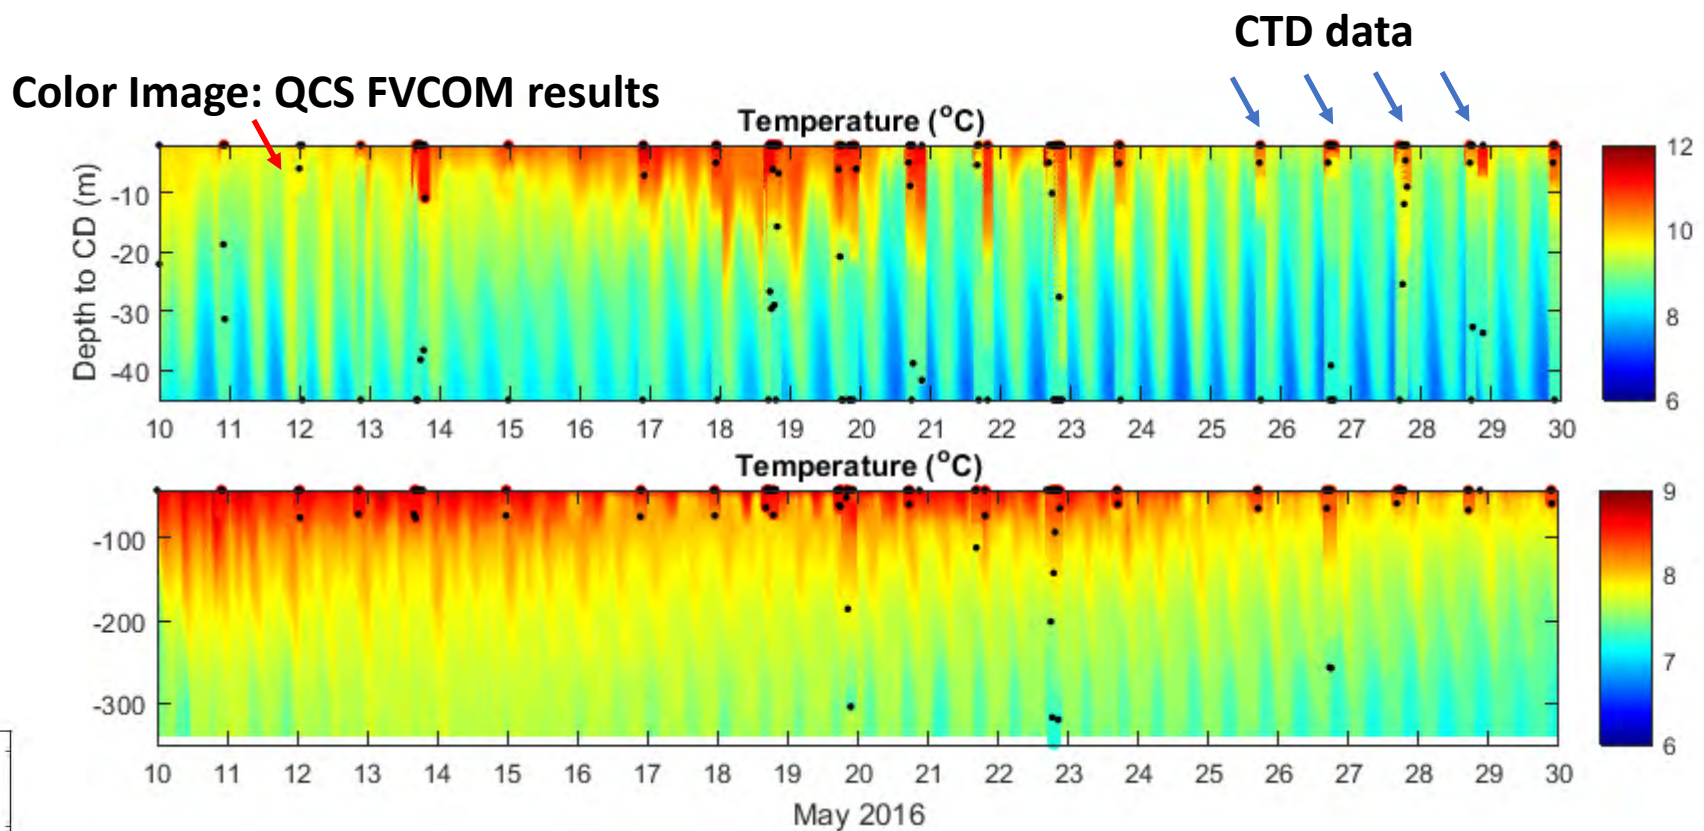 CTD data
Color Image: QCS FVCOM results
Temperature (°C)
Depth to CD (m)
-10
-20
-30
-40
10 11 12 13 14 15 16 17 18 19 20 21 22 23 24 25 26 27 28 29 30
12
10
8
6
Temperature (°C)
-100
-200
-300
10 11 12 13 14 15 16 17 18 19 20 21 22 23 24 25 26 27 28 29 30
9
8
7
6
May 2016